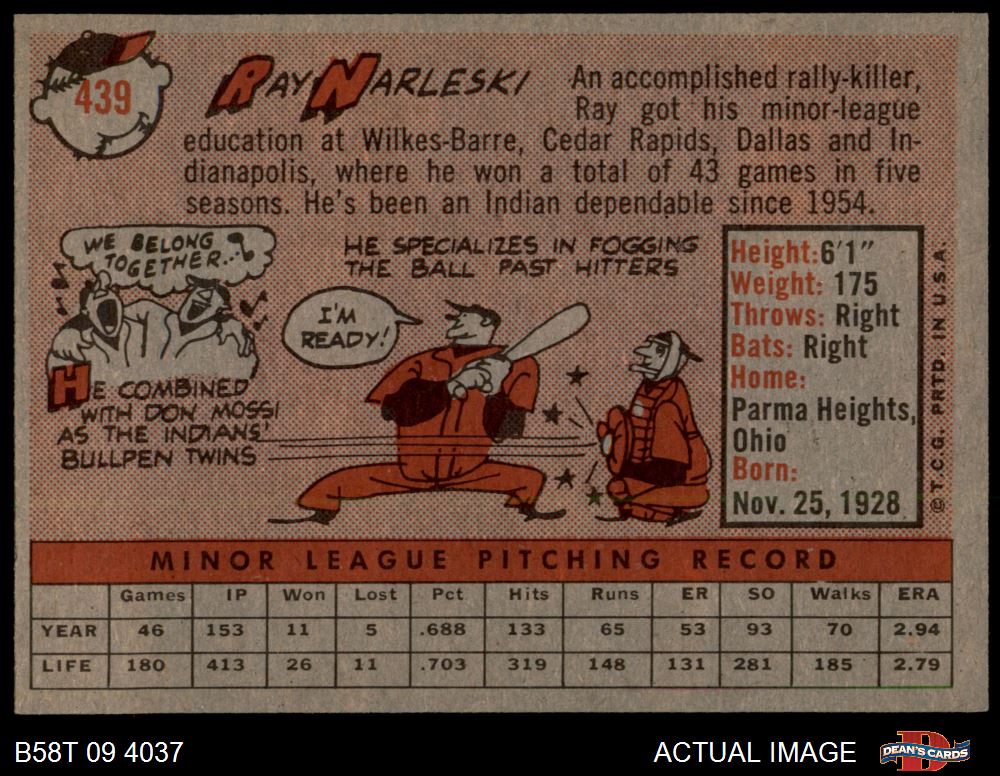 439
RAY NARLESKI
An accomplished rally-killer,
Ray got his minor-league
education at Wilkes-Barre, Cedar Rapids, Dallas and In-
dianapolis, where he won a total of 43 games in five
seasons. He's been an Indian dependable since 1954.
WE BELONG
TOGETHER...
HE COMBINED
WITH DON MOSSI
AS THE INDIANS'
BULLPEN TWINS
HE SPECIALIZES IN FOGGING
THE BALL PAST HITTERS
I'M
READY!
Height: 6'1"
Weight: 175
Throws: Right
Bats: Right
Home:
Parma Heights,
Ohio
Born:
Nov. 25, 1928
© T.C.G. PRTD. IN U.S.A.
MINOR LEAGUE PITCHING RECORD
Games IP Won Lost Pct Hits Runs ER SO Walks ERA
YEAR 46 153 11 5 .688 133 65 53 93 70 2.94
LIFE 180 413 26 11 .703 319 148 131 281 185 2.79
B58T 09 4037
ACTUAL IMAGE
D
DEAN'S CARDS